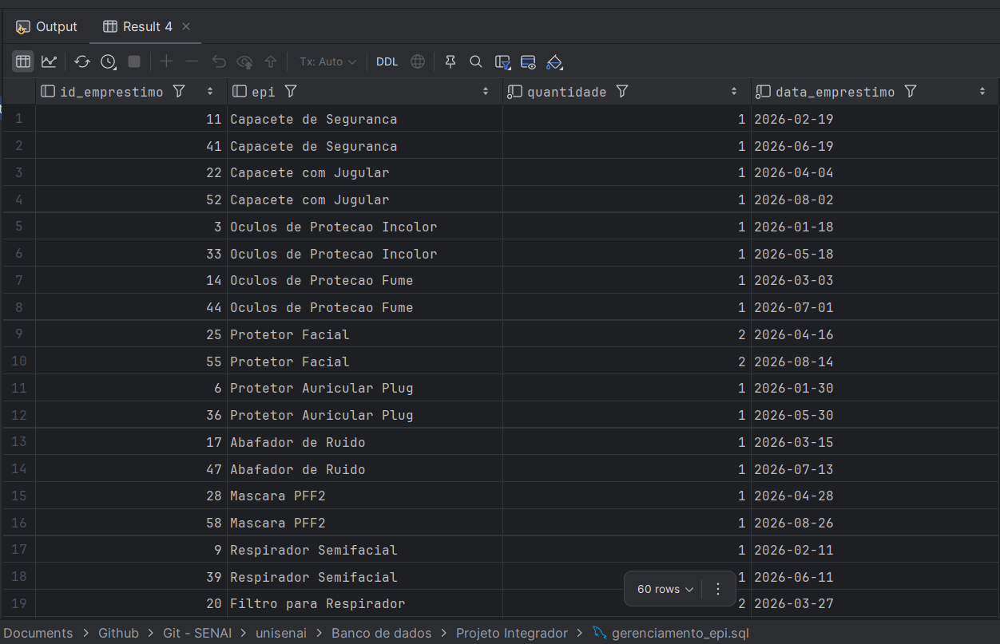 Output Result 4
Tx: Auto DDL
id_emprestimo epi quantidade data_emprestimo
1 11 Capacete de Seguranca 1 2026-02-19
2 41 Capacete de Seguranca 1 2026-06-19
3 22 Capacete com Jugular 1 2026-04-04
4 52 Capacete com Jugular 1 2026-08-02
5 3 Oculos de Protecao Incolor 1 2026-01-18
6 33 Oculos de Protecao Incolor 1 2026-05-18
7 14 Oculos de Protecao Fume 1 2026-03-03
8 44 Oculos de Protecao Fume 1 2026-07-01
9 25 Protetor Facial 2 2026-04-16
10 55 Protetor Facial 2 2026-08-14
11 6 Protetor Auricular Plug 1 2026-01-30
12 36 Protetor Auricular Plug 1 2026-05-30
13 17 Abafador de Ruido 1 2026-03-15
14 47 Abafador de Ruido 1 2026-07-13
15 28 Mascara PFF2 1 2026-04-28
16 58 Mascara PFF2 1 2026-08-26
17 9 Respirador Semifacial 1 2026-02-11
18 39 Respirador Semifacial 1 2026-06-11
60 rows
19 20 Filtro para Respirador 2 2026-03-27
Documents > Github > Git - SENAI > unisenai > Banco de dados > Projeto Integrador > gerenciamento_epi.sql